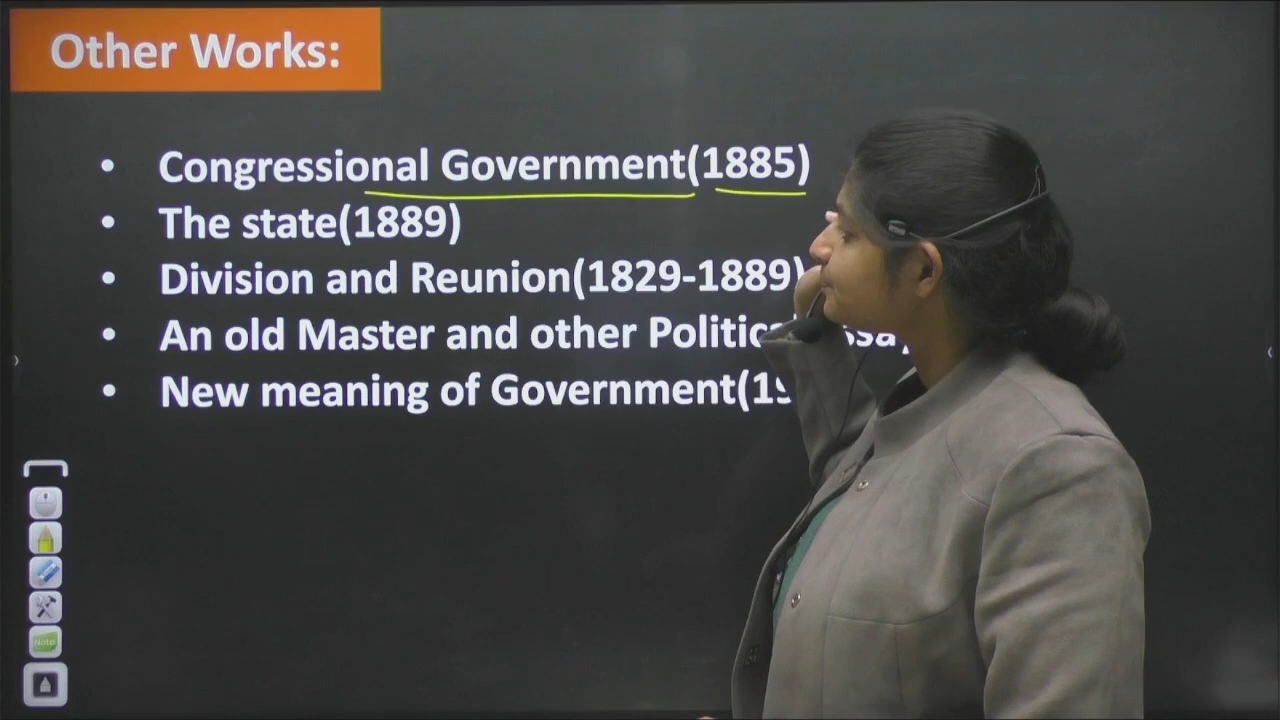 Other Works:
• Congressional Government(1885)
• The state(1889)
• Division and Reunion(1829-1889)
• An old Master and other
• New meaning of Government(19
Note